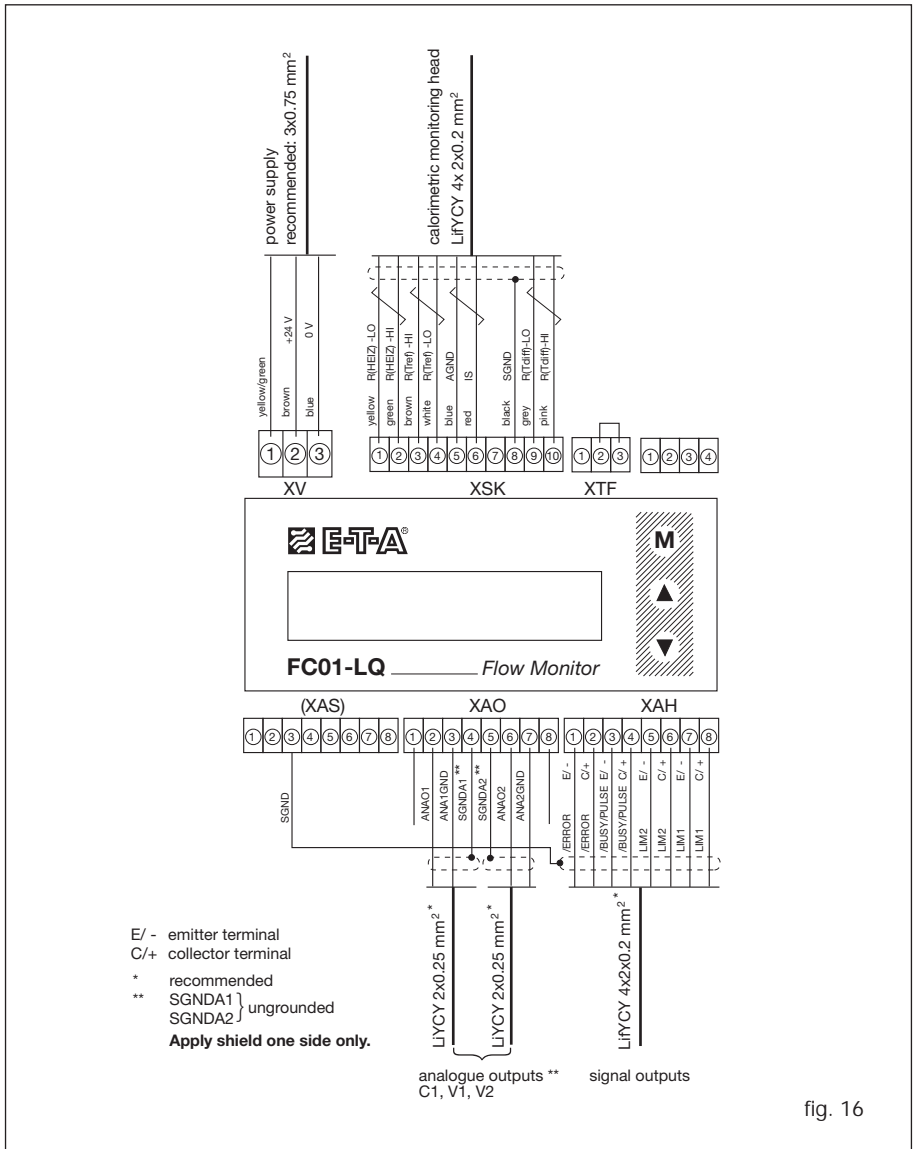 power supply
recommended: 3x0.75 mm²
calorimetric monitoring head
LifYCY 4x 2x0.2 mm²
yellow/green
brown +24 V
blue 0 V
yellow R(HEIZ) -LO
green R(HEIZ) -HI
brown R(Tref) -HI
white R(Tref) -LO
blue AGND
red IS
black SGND
grey R(Tdiff)-LO
pink R(Tdiff)-HI
1 2 3
1 2 3 4 5 6 7 8 9 10
1 2 3
1 2 3 4
XV
XSK
XTF
E-T-A®
M
▲
▼
FC01-LQ Flow Monitor
(XAS)
XAO
XAH
1 2 3 4 5 6 7 8
1 2 3 4 5 6 7 8
1 2 3 4 5 6 7 8
SGND
ANAO1
ANA1GND
SGNDA1 **
SGNDA2 **
ANAO2
ANA2GND
/ERROR E/ -
/ERROR C/+
/BUSY/PULSE E/ -
/BUSY/PULSE C/ +
LIM2 E/ -
LIM2 C/ +
LIM1 E/ -
LIM1 C/ +
LiYCY 2x0.25 mm² *
LiYCY 2x0.25 mm² *
LifYCY 4x2x0.2 mm² *
E/ - emitter terminal
C/+ collector terminal
* recommended
** SGNDA1 } ungrounded
SGNDA2
Apply shield one side only.
analogue outputs **
C1, V1, V2
signal outputs
fig. 16